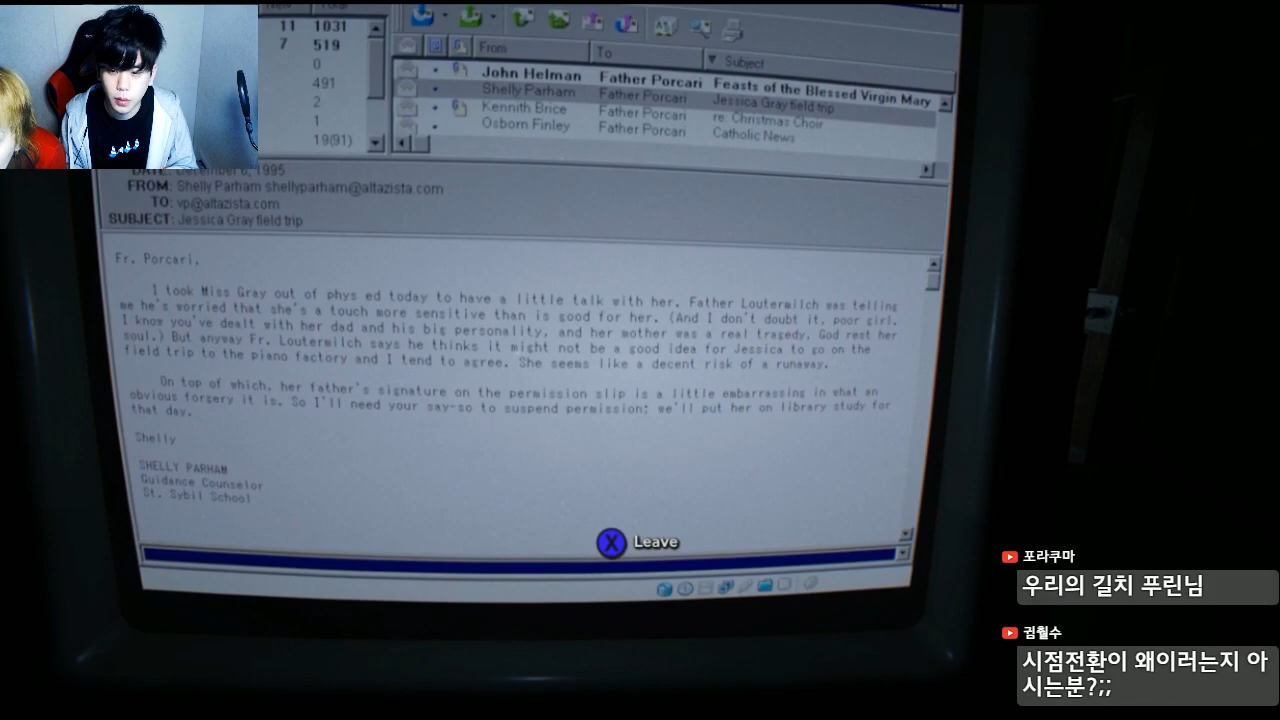 New Total
11 1031
7 519
0
491
2
1
19(91)
From To Subject
John Helman Father Porcari Feasts of the Blessed Virgin Mary
Shelly Parham Father Porcari Jessica Gray field trip
Kennith Brice Father Porcari re: Christmas Choir
Osborn Finley Father Porcari Catholic News
DATE: December 6, 1995
FROM: Shelly Parham shellyparham@altazista.com
TO: vp@altazista.com
SUBJECT: Jessica Gray field trip
Fr. Porcari,
I took Miss Gray out of phys ed today to have a little talk with her. Father Loutermilch was telling
me he's worried that she's a touch more sensitive than is good for her. (And I don't doubt it, poor girl.
I know you've dealt with her dad and his big personality, and her mother was a real tragedy, God rest her
soul.) But anyway Fr. Loutermilch says he thinks it might not be a good idea for Jessica to go on the
field trip to the piano factory and I tend to agree. She seems like a decent risk of a runaway.
On top of which, her father's signature on the permission slip is a little embarrassing in what an
obvious forgery it is. So I'll need your say-so to suspend permission; we'll put her on library study for
that day.
Shelly
SHELLY PARHAM
Guidance Counselor
St. Sybil School
X Leave
포라쿠마
우리의 길치 푸린님
김췰수
시점전환이 왜이러는지 아
시는분?;;